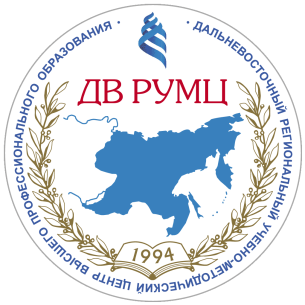 ДАЛЬНЕВОСТОЧНЫЙ РЕГИОНАЛЬНЫЙ УЧЕБНО-МЕТОДИЧЕСКИЙ ЦЕНТР ВЫСШЕГО ПРОФЕССИОНАЛЬНОГО ОБРАЗОВАНИЯ
ДВ РУМЦ
1994